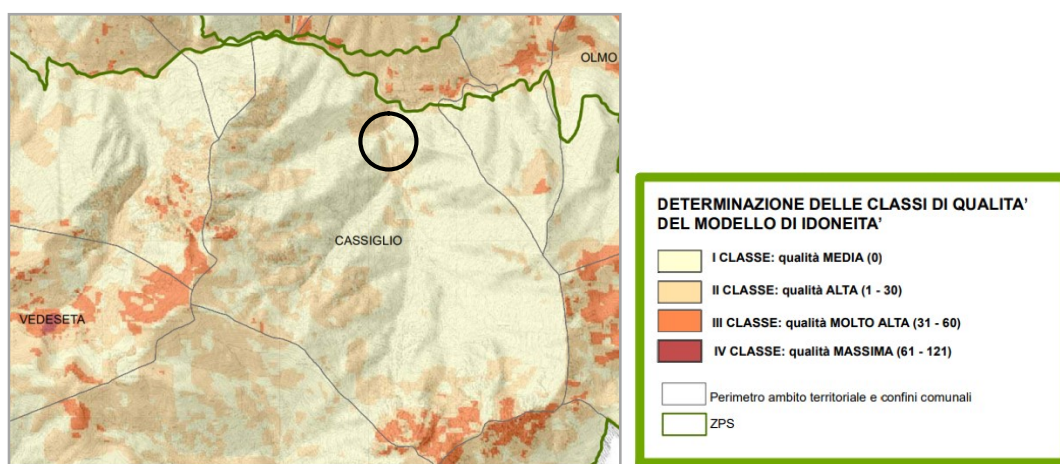 OLMO
CASSIGLIO
VEDESETA
DETERMINAZIONE DELLE CLASSI DI QUALITA'
DEL MODELLO DI IDONEITA'
I CLASSE: qualità MEDIA (0)
II CLASSE: qualità ALTA (1 - 30)
III CLASSE: qualità MOLTO ALTA (31 - 60)
IV CLASSE: qualità MASSIMA (61 - 121)
Perimetro ambito territoriale e confini comunali
ZPS